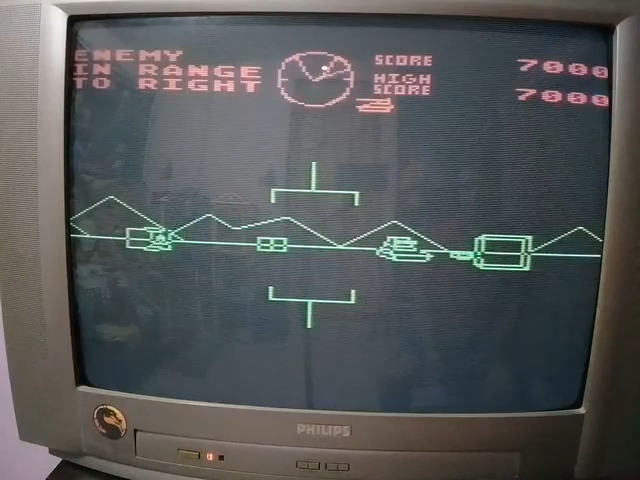 ENEMY
IN RANGE
TO RIGHT
SCORE 7000
HIGH
SCORE 7000
PHILIPS